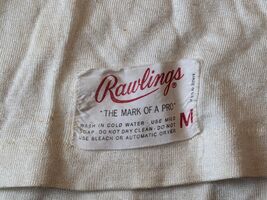 Rawlings®
"THE MARK OF A PRO"
WASH IN COLD WATER - USE MILD
SOAP - DO NOT DRY CLEAN - DO NOT
USE BLEACH OR AUTOMATIC DRYER
M